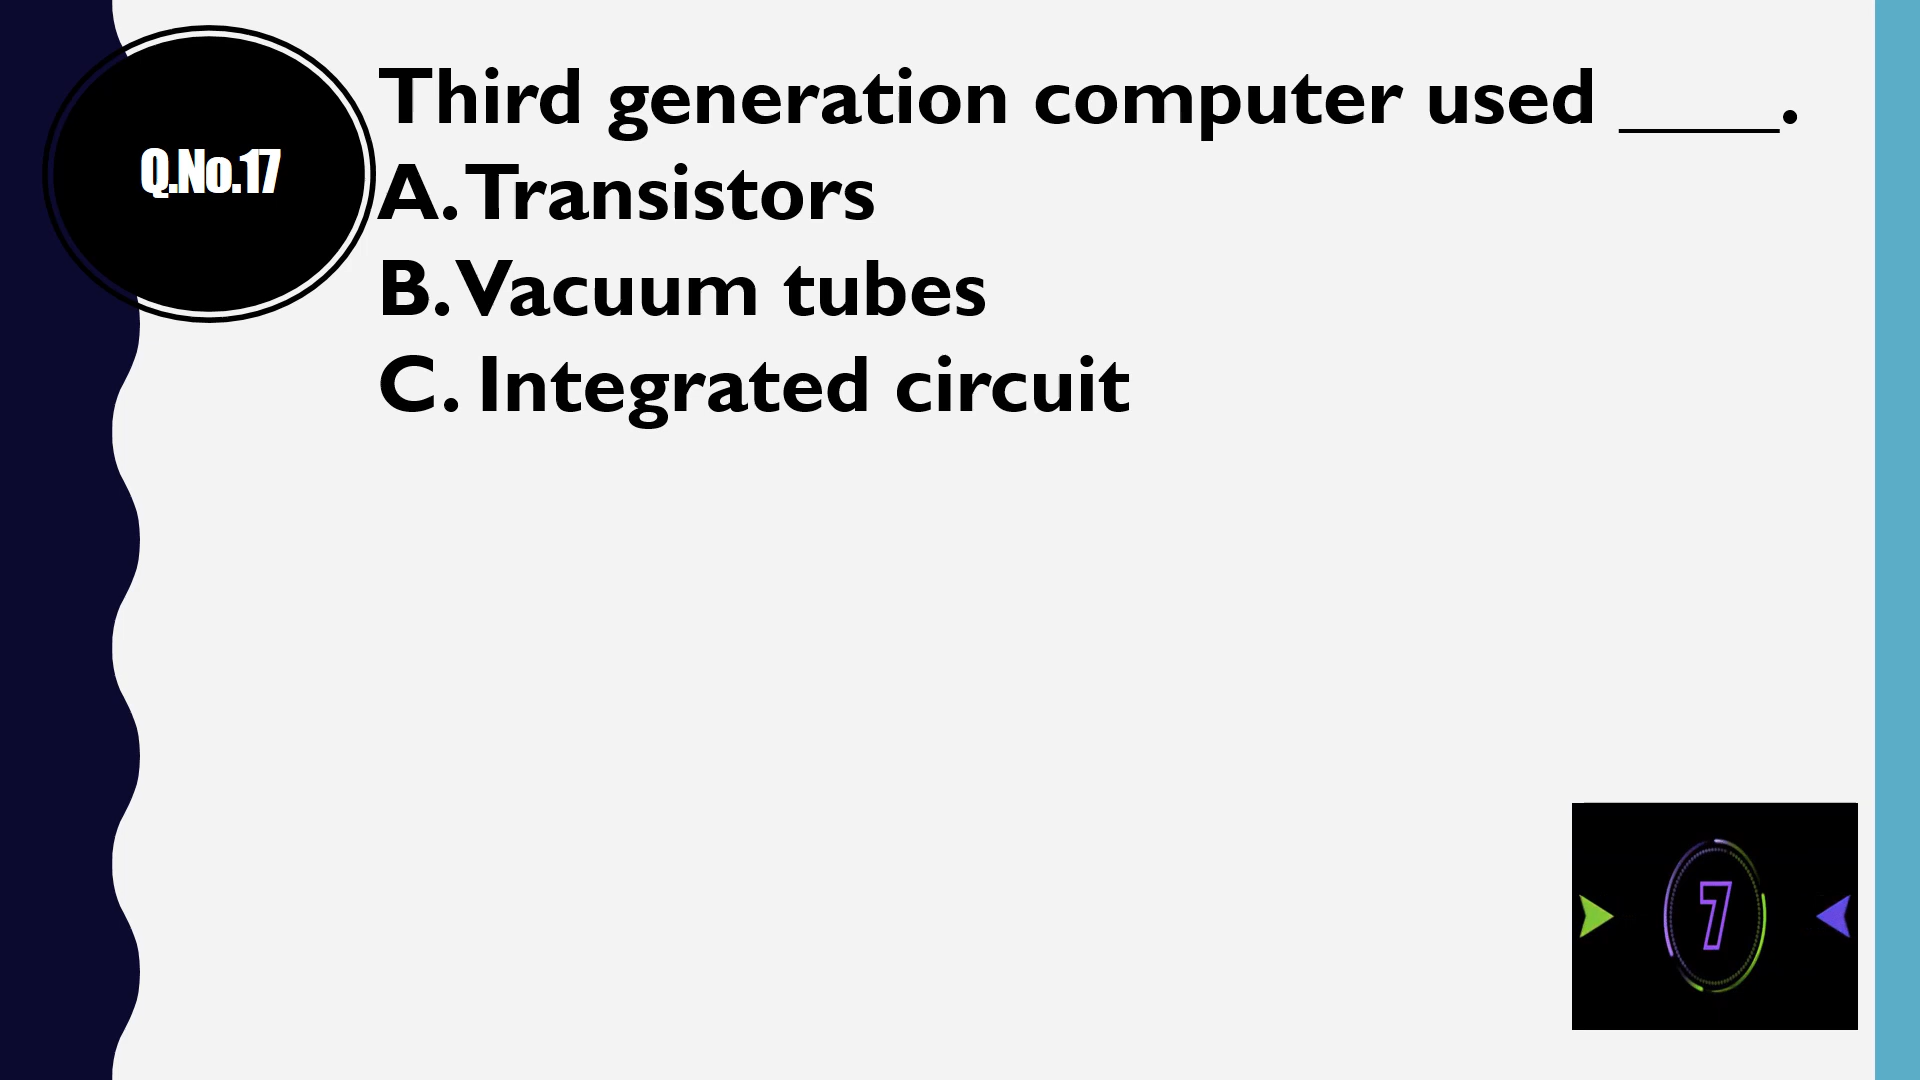 Q.No.17
Third generation computer used ____.
A. Transistors
B. Vacuum tubes
C. Integrated circuit
7